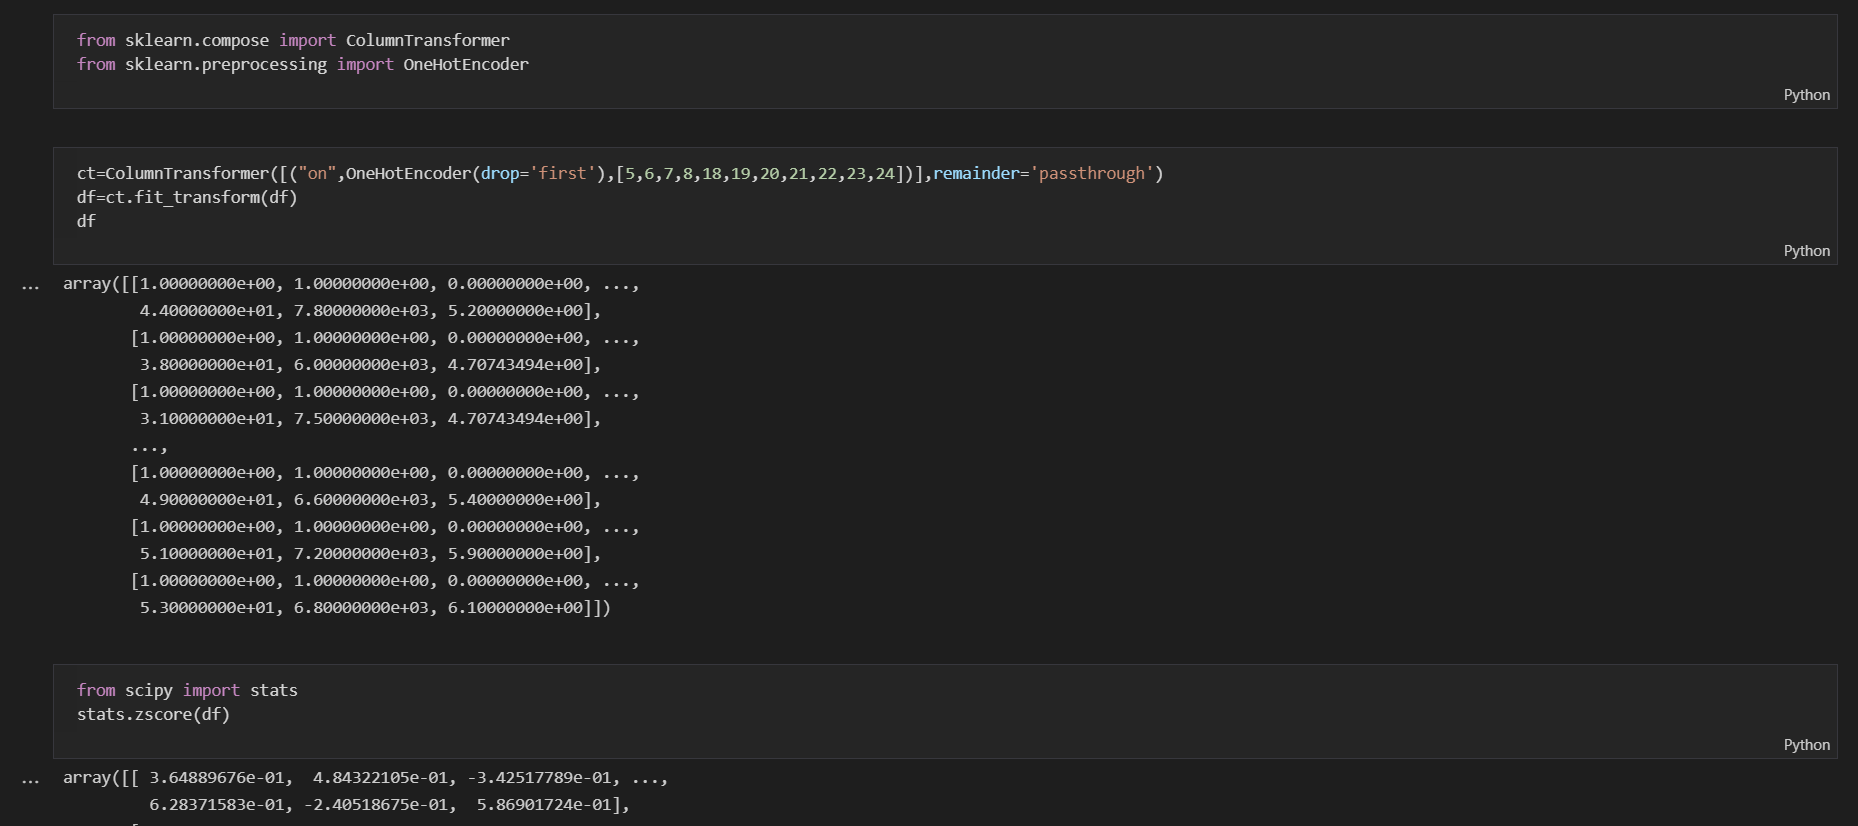 from sklearn.compose import ColumnTransformer
from sklearn.preprocessing import OneHotEncoder
Python
ct=ColumnTransformer([("on",OneHotEncoder(drop='first'),[5,6,7,8,18,19,20,21,22,23,24])],remainder='passthrough')
df=ct.fit_transform(df)
df
Python
... array([[1.00000000e+00, 1.00000000e+00, 0.00000000e+00, ...,
4.40000000e+01, 7.80000000e+03, 5.20000000e+00],
[1.00000000e+00, 1.00000000e+00, 0.00000000e+00, ...,
3.80000000e+01, 6.00000000e+03, 4.70743494e+00],
[1.00000000e+00, 1.00000000e+00, 0.00000000e+00, ...,
3.10000000e+01, 7.50000000e+03, 4.70743494e+00],
...,
[1.00000000e+00, 1.00000000e+00, 0.00000000e+00, ...,
4.90000000e+01, 6.60000000e+03, 5.40000000e+00],
[1.00000000e+00, 1.00000000e+00, 0.00000000e+00, ...,
5.10000000e+01, 7.20000000e+03, 5.90000000e+00],
[1.00000000e+00, 1.00000000e+00, 0.00000000e+00, ...,
5.30000000e+01, 6.80000000e+03, 6.10000000e+00]])
from scipy import stats
stats.zscore(df)
Python
... array([[ 3.64889676e-01, 4.84322105e-01, -3.42517789e-01, ...,
6.28371583e-01, -2.40518675e-01, 5.86901724e-01],